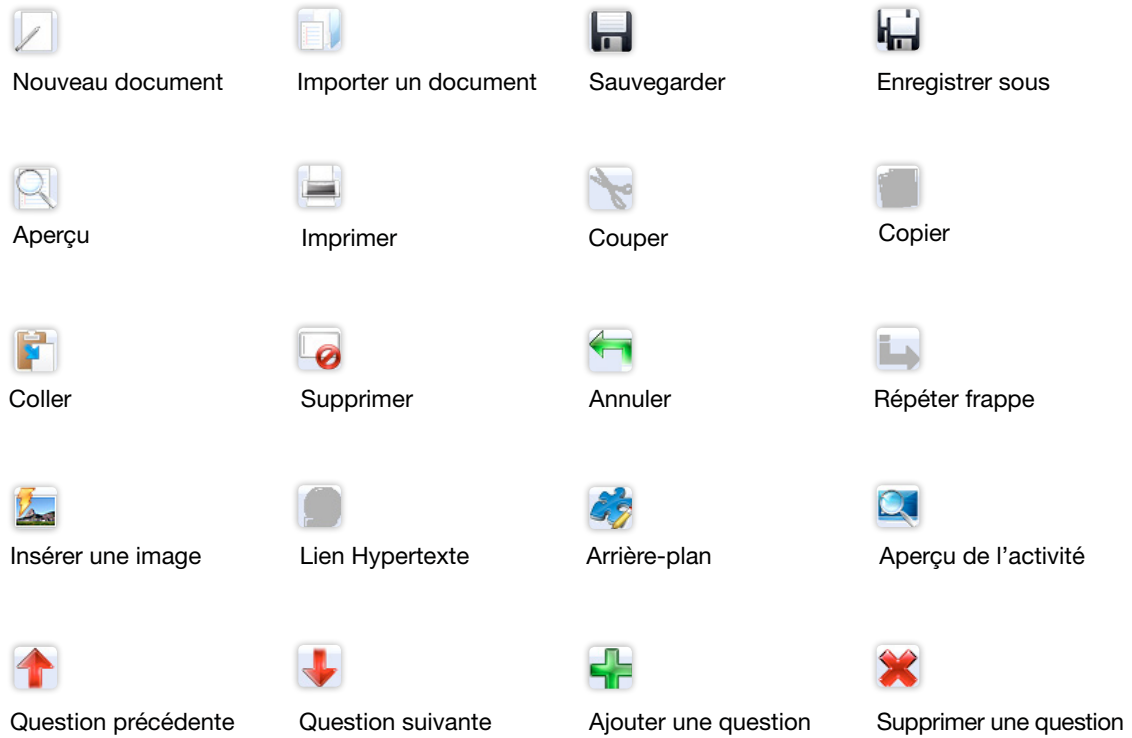 Nouveau document
Importer un document
Sauvegarder
Enregistrer sous
Aperçu
Imprimer
Couper
Copier
Coller
Supprimer
Annuler
Répéter frappe
Insérer une image
Lien Hypertexte
Arrière-plan
Aperçu de l’activité
Question précédente
Question suivante
Ajouter une question
Supprimer une question